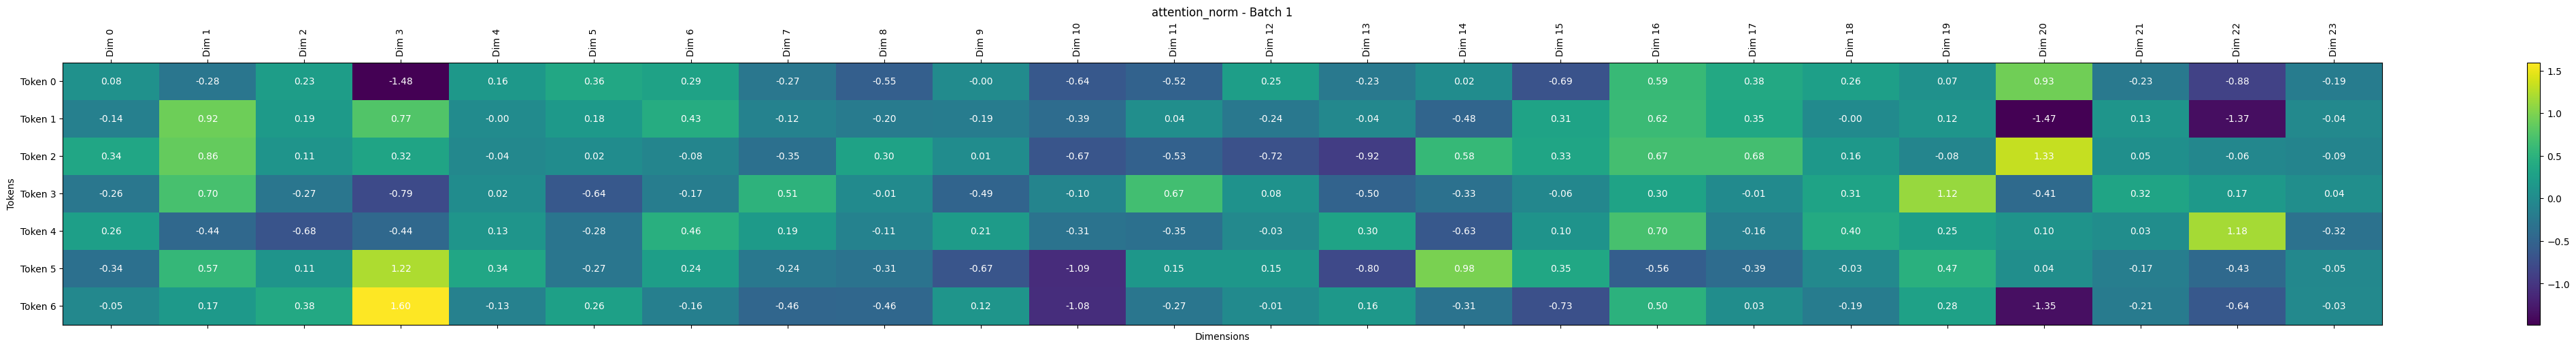 attention_norm - Batch 1
Dim 0 Dim 1 Dim 2 Dim 3 Dim 4 Dim 5 Dim 6 Dim 7 Dim 8 Dim 9 Dim 10 Dim 11 Dim 12 Dim 13 Dim 14 Dim 15 Dim 16 Dim 17 Dim 18 Dim 19 Dim 20 Dim 21 Dim 22 Dim 23
Token 0 0.08 -0.28 0.23 -1.48 0.16 0.36 0.29 -0.27 -0.55 -0.00 -0.64 -0.52 0.25 -0.23 0.02 -0.69 0.59 0.38 0.26 0.07 0.93 -0.23 -0.88 -0.19
Token 1 -0.14 0.92 0.19 0.77 -0.00 0.18 0.43 -0.12 -0.20 -0.19 -0.39 0.04 -0.24 -0.04 -0.48 0.31 0.62 0.35 -0.00 0.12 -1.47 0.13 -1.37 -0.04
Token 2 0.34 0.86 0.11 0.32 -0.04 0.02 -0.08 -0.35 0.30 0.01 -0.67 -0.53 -0.72 -0.92 0.58 0.33 0.67 0.68 0.16 -0.08 1.33 0.05 -0.06 -0.09
Token 3 -0.26 0.70 -0.27 -0.79 0.02 -0.64 -0.17 0.51 -0.01 -0.49 -0.10 0.67 0.08 -0.50 -0.33 -0.06 0.30 -0.01 0.31 1.12 -0.41 0.32 0.17 0.04
Token 4 0.26 -0.44 -0.68 -0.44 0.13 -0.28 0.46 0.19 -0.11 0.21 -0.31 -0.35 -0.03 0.30 -0.63 0.10 0.70 -0.16 0.40 0.25 0.10 0.03 1.18 -0.32
Token 5 -0.34 0.57 0.11 1.22 0.34 -0.27 0.24 -0.24 -0.31 -0.67 -1.09 0.15 0.15 -0.80 0.98 0.35 -0.56 -0.39 -0.03 0.47 0.04 -0.17 -0.43 -0.05
Token 6 -0.05 0.17 0.38 1.60 -0.13 0.26 -0.16 -0.46 -0.46 0.12 -1.08 -0.27 -0.01 0.16 -0.31 -0.73 0.50 0.03 -0.19 0.28 -1.35 -0.21 -0.64 -0.03
Tokens
Dimensions
1.5
1.0
0.5
0.0
−0.5
−1.0